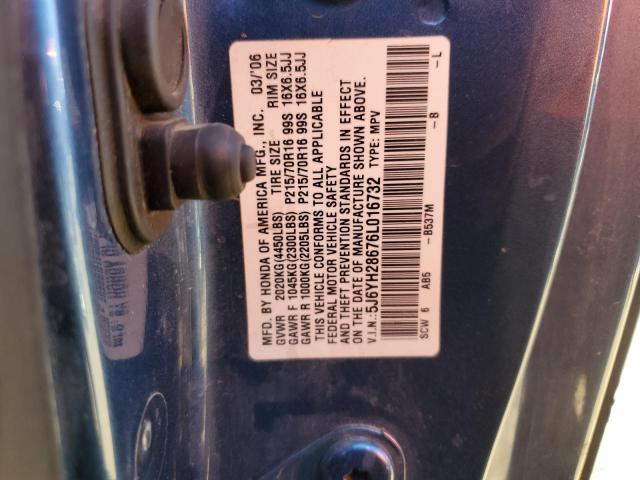 MFD. BY HONDA OF AMERICA MFG., INC. 03/'06
GVWR 2020KG(4450LBS) TIRE SIZE RIM SIZE
GAWR F 1045KG(2300LBS) P215/70R16 99S 16X6.5JJ
GAWR R 1000KG(2205LBS) P215/70R16 99S 16X6.5JJ
THIS VEHICLE CONFORMS TO ALL APPLICABLE
FEDERAL MOTOR VEHICLE SAFETY
AND THEFT PREVENTION STANDARDS IN EFFECT
ON THE DATE OF MANUFACTURE SHOWN ABOVE.
V.I.N.: 5J6YH28676L016732 TYPE: MPV
SCW 6 AB5 -B537M -B -L